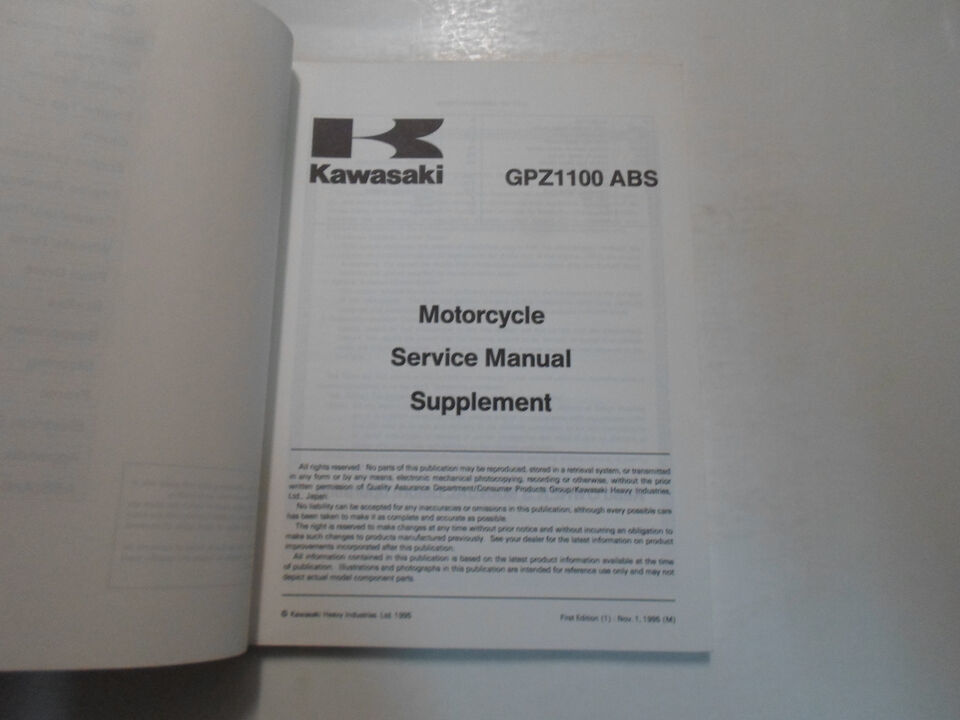 Kawasaki
GPZ1100 ABS
Motorcycle
Service Manual
Supplement
All rights reserved. No parts of this publication may be reproduced, stored in a retrieval system, or transmitted
in any form or by any means, electronic mechanical photocopying, recording or otherwise, without the prior
written permission of Quality Assurance Department/Consumer Products Group/Kawasaki Heavy Industries,
Ltd., Japan.
No liability can be accepted for any inaccuracies or omissions in this publication, although every possible care
has been taken to make it as complete and accurate as possible.
The right is reserved to make changes at any time without prior notice and without incurring an obligation to
make such changes to products manufactured previously. See your dealer for the latest information on product
improvements incorporated after this publication.
All information contained in this publication is based on the latest product information available at the time
of publication. Illustrations and photographs in this publication are intended for reference use only and may not
depict actual model component parts.
© Kawasaki Heavy Industries Ltd. 1995
First Edition (1) Nov. 1, 1995 (M)